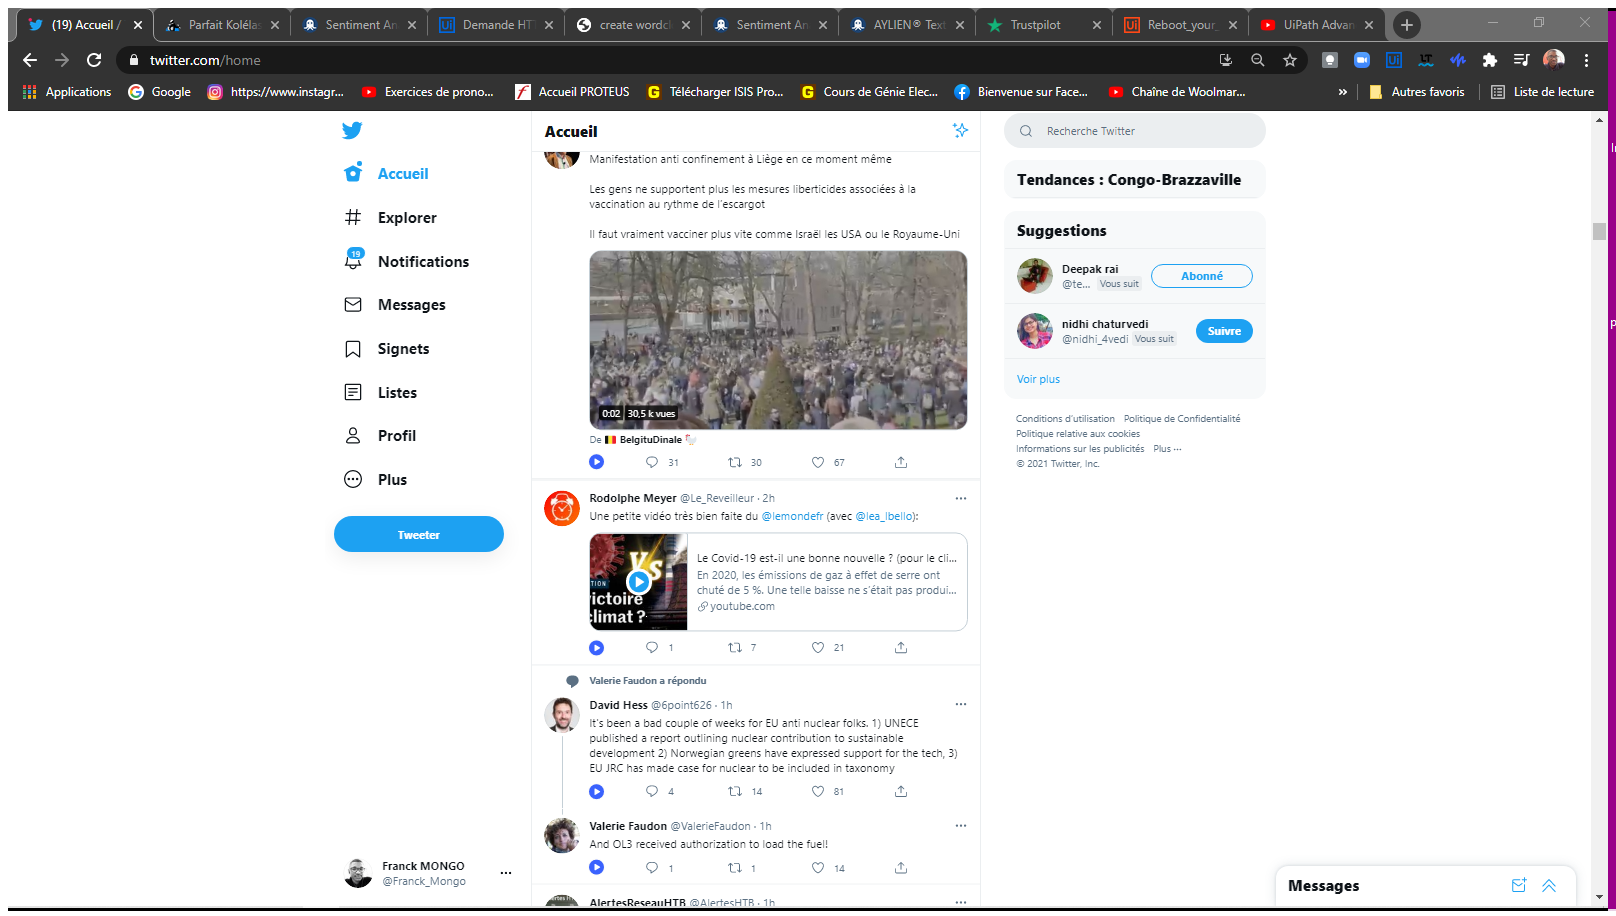 (19) Accueil /
Parfait Kolélas
Sentiment An
Demande HT
create wordcl
Sentiment An
AYLIEN® Text
Trustpilot
Reboot_your_
UiPath Advan
twitter.com/home
Applications
Google
https://www.instagr...
Exercices de prono...
Accueil PROTEUS
Télécharger ISIS Pro...
Cours de Génie Elec...
Bienvenue sur Face...
Chaîne de Woolmar...
»
Autres favoris
Liste de lecture
Accueil
Explorer
19
Notifications
Messages
Signets
Listes
Profil
Plus
Tweeter
Franck MONGO
@Franck_Mongo
Accueil
Manifestation anti confinement à Liège en ce moment même
Les gens ne supportent plus les mesures liberticides associées à la
vaccination au rythme de l'escargot
Il faut vraiment vacciner plus vite comme Israël les USA ou le Royaume-Uni
0:02 30,5 k vues
De BelgituDinale
31 30 67
Rodolphe Meyer @Le_Reveilleur · 2h
Une petite vidéo très bien faite du @lemondefr (avec @lea_lbello):
Vs
victoire
climat ?
Le Covid-19 est-il une bonne nouvelle ? (pour le cli...
En 2020, les émissions de gaz à effet de serre ont
chuté de 5 %. Une telle baisse ne s'était pas produi...
youtube.com
1 7 21
Valerie Faudon a répondu
David Hess @6point626 · 1h
It's been a bad couple of weeks for EU anti nuclear folks. 1) UNECE
published a report outlining nuclear contribution to sustainable
development 2) Norwegian greens have expressed support for the tech, 3)
EU JRC has made case for nuclear to be included in taxonomy
4 14 81
Valerie Faudon @ValerieFaudon · 1h
And OL3 received authorization to load the fuel!
1 1 14
AlertesReseauHTB @AlertesHTB · 1h
Recherche Twitter
Tendances : Congo-Brazzaville
Suggestions
Deepak rai
@te... Vous suit
Abonné
nidhi chaturvedi
@nidhi_4vedi Vous suit
Suivre
Voir plus
Conditions d'utilisation Politique de Confidentialité
Politique relative aux cookies
Informations sur les publicités Plus ···
© 2021 Twitter, Inc.
Messages